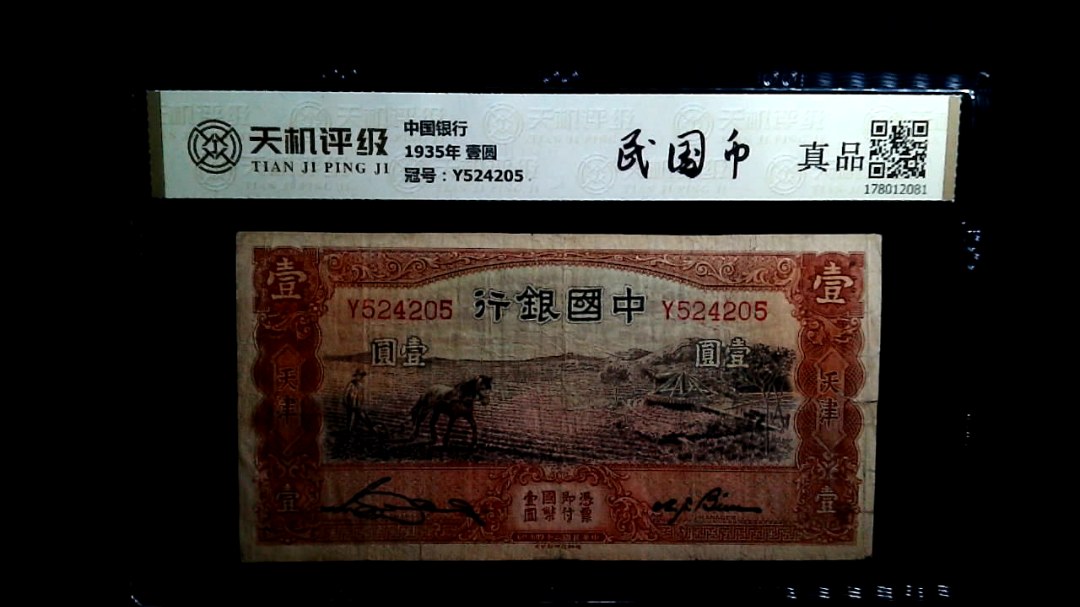 天机评级
TIAN JI PING JI
中国银行
1935年 壹圆
冠号：Y524205
民国币
真品
178012081
壹
壹
Y524205
行銀國中
Y524205
圓壹
圓壹
天津
天津
憑票
即付
國幣
壹圓
壹
壹